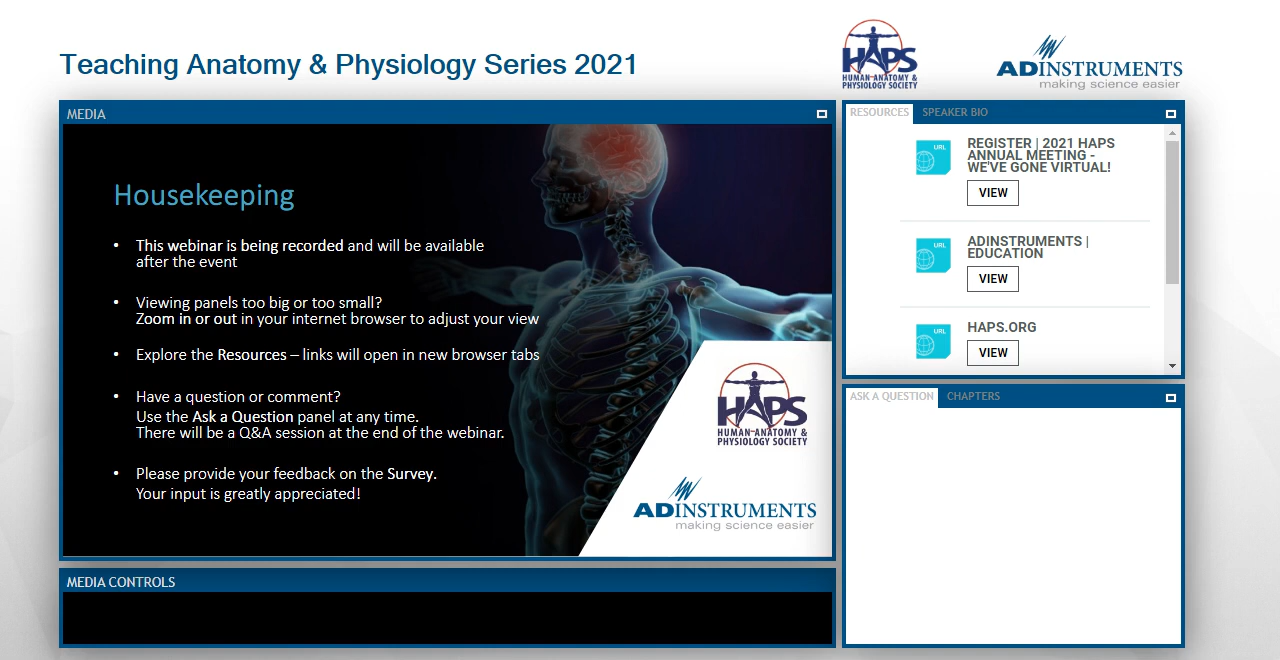 Teaching Anatomy & Physiology Series 2021
HAPS
HUMAN ANATOMY &
PHYSIOLOGY SOCIETY
ADINSTRUMENTS
making science easier
MEDIA
Housekeeping
• This webinar is being recorded and will be available
after the event
• Viewing panels too big or too small?
Zoom in or out in your internet browser to adjust your view
• Explore the Resources – links will open in new browser tabs
• Have a question or comment?
Use the Ask a Question panel at any time.
There will be a Q&A session at the end of the webinar.
• Please provide your feedback on the Survey.
Your input is greatly appreciated!
HAPS
HUMAN ANATOMY &
PHYSIOLOGY SOCIETY
ADINSTRUMENTS
making science easier
MEDIA CONTROLS
RESOURCES SPEAKER BIO
URL
REGISTER | 2021 HAPS
ANNUAL MEETING -
WE'VE GONE VIRTUAL!
VIEW
URL
ADINSTRUMENTS |
EDUCATION
VIEW
URL
HAPS.ORG
VIEW
ASK A QUESTION CHAPTERS